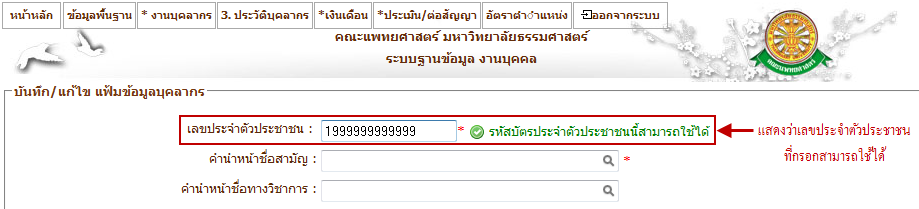 หน้าหลัก ข้อมูลพื้นฐาน * งานบุคลากร 3. ประวัติบุคลากร *เงินเดือน *ประเมิน/ต่อสัญญา อัตราตำแหน่ง ออกจากระบบ
คณะแพทยศาสตร์ มหาวิทยาลัยธรรมศาสตร์
ระบบฐานข้อมูล งานบุคคล
คณะแพทยศาสตร์
บันทึก/แก้ไข แฟ้มข้อมูลบุคลากร
เลขประจำตัวประชาชน : 1999999999999 * รหัสบัตรประจำตัวประชาชนนี้สามารถใช้ได้ แสดงว่าเลขประจำตัวประชาชน
ที่กรอกสามารถใช้ได้
คำนำหน้าชื่อสามัญ : *
คำนำหน้าชื่อทางวิชาการ :